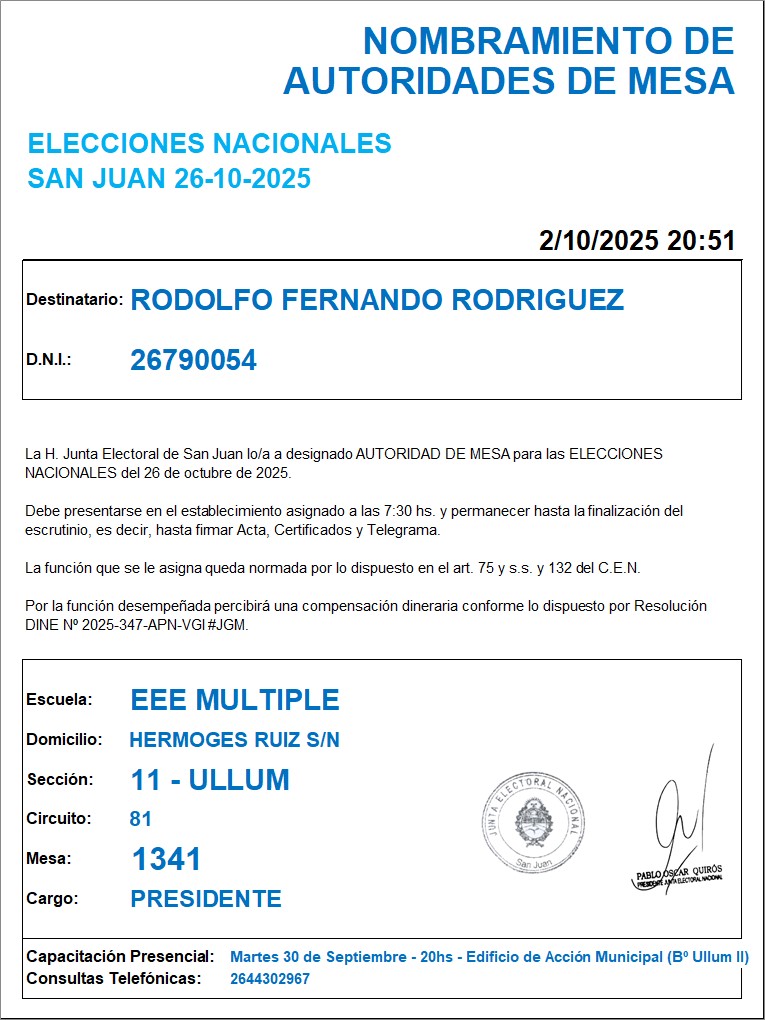 NOMBRAMIENTO DE
AUTORIDADES DE MESA
ELECCIONES NACIONALES
SAN JUAN 26-10-2025
2/10/2025 20:51
Destinatario: RODOLFO FERNANDO RODRIGUEZ
D.N.I.: 26790054
La H. Junta Electoral de San Juan lo/a a designado AUTORIDAD DE MESA para las ELECCIONES
NACIONALES del 26 de octubre de 2025.
Debe presentarse en el establecimiento asignado a las 7:30 hs. y permanecer hasta la finalización del
escrutinio, es decir, hasta firmar Acta, Certificados y Telegrama.
La función que se le asigna queda normada por lo dispuesto en el art. 75 y s.s. y 132 del C.E.N.
Por la función desempeñada percibirá una compensación dineraria conforme lo dispuesto por Resolución
DINE Nº 2025-347-APN-VGI#JGM.
Escuela: EEE MULTIPLE
Domicilio: HERMOGES RUIZ S/N
Sección: 11 - ULLUM
Circuito: 81
Mesa: 1341
Cargo: PRESIDENTE
JUNTA ELECTORAL NACIONAL
San Juan
PABLO OSCAR QUIRÓS
PRESIDENTE JUNTA ELECTORAL NACIONAL
Capacitación Presencial: Martes 30 de Septiembre - 20hs - Edificio de Acción Municipal (Bº Ullum II)
Consultas Telefónicas: 2644302967